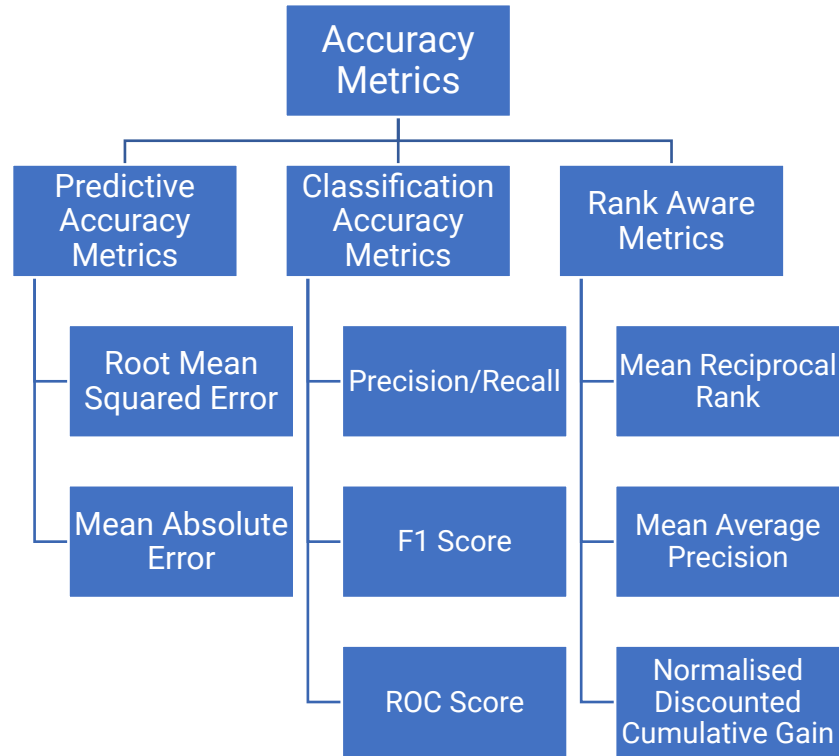 Accuracy
Metrics
Predictive
Accuracy
Metrics
Classification
Accuracy
Metrics
Rank Aware
Metrics
Root Mean
Squared Error
Precision/Recall
Mean Reciprocal
Rank
Mean Absolute
Error
F1 Score
Mean Average
Precision
ROC Score
Normalised
Discounted
Cumulative Gain